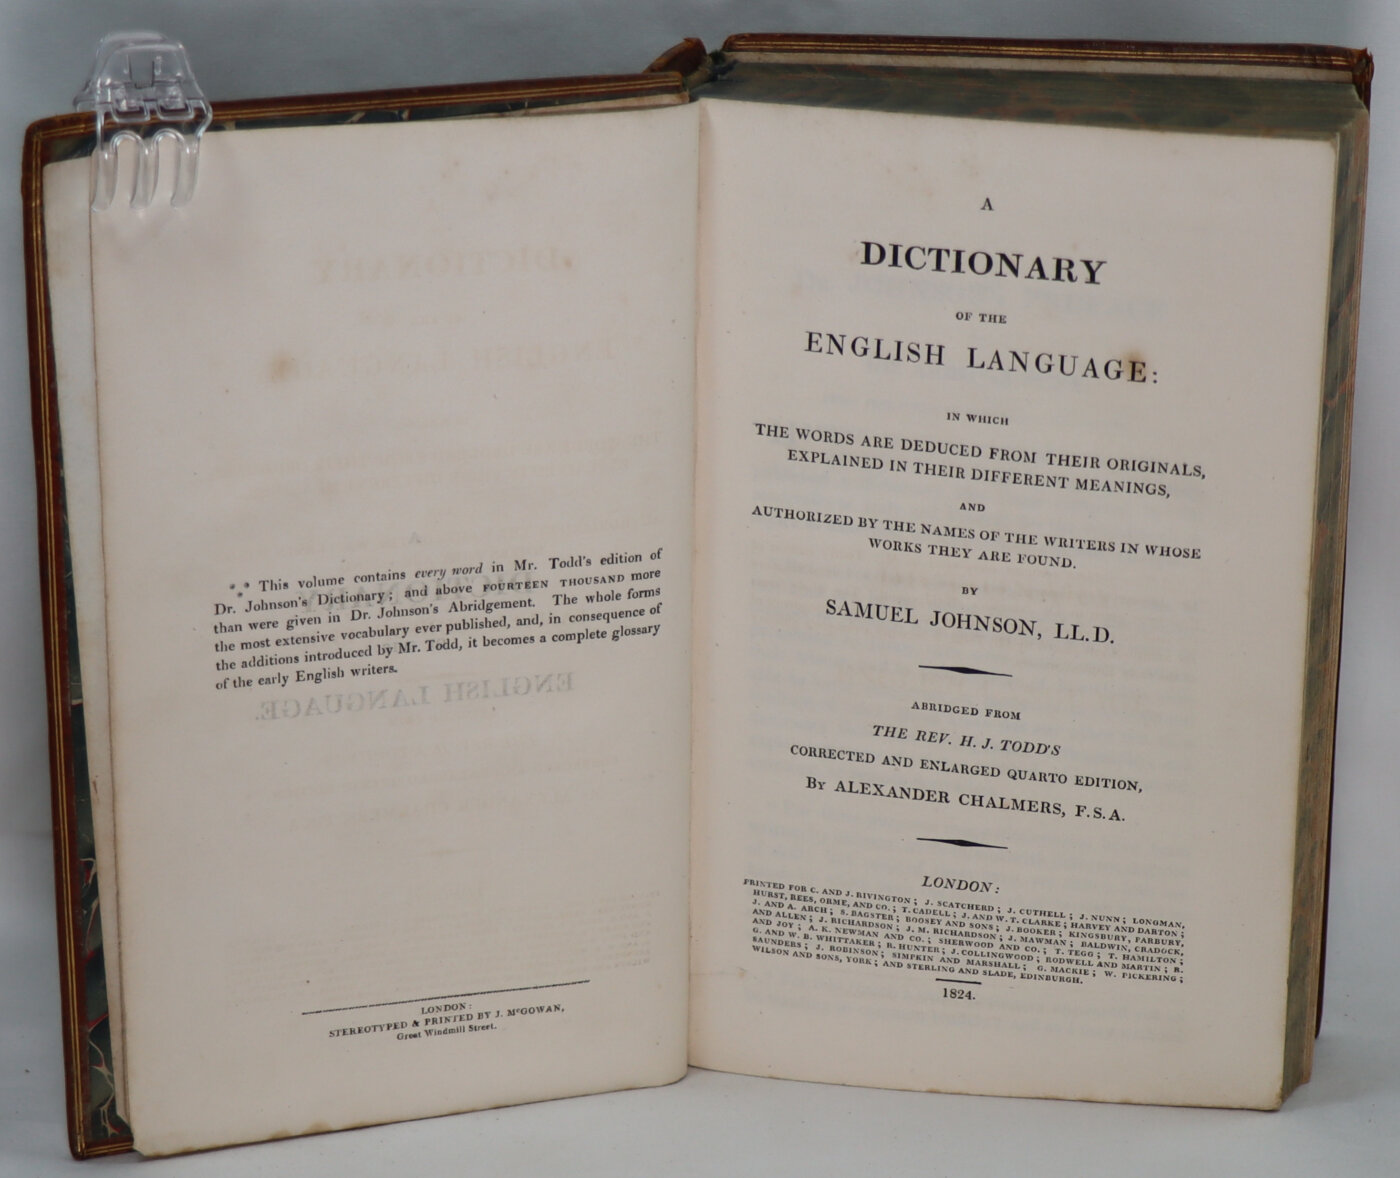 *** This volume contains every word in Mr. Todd's edition of
Dr. Johnson's Dictionary; and above FOURTEEN THOUSAND more
than were given in Dr. Johnson's Abridgement. The whole forms
the most extensive vocabulary ever published, and, in consequence of
the additions introduced by Mr. Todd, it becomes a complete glossary
of the early English writers.
LONDON:
STEREOTYPED & PRINTED BY J. McGOWAN,
Great Windmill Street.
A
DICTIONARY
OF THE
ENGLISH LANGUAGE:
IN WHICH
THE WORDS ARE DEDUCED FROM THEIR ORIGINALS,
EXPLAINED IN THEIR DIFFERENT MEANINGS,
AND
AUTHORIZED BY THE NAMES OF THE WRITERS IN WHOSE
WORKS THEY ARE FOUND.
BY
SAMUEL JOHNSON, LL.D.
ABRIDGED FROM
THE REV. H. J. TODD'S
CORRECTED AND ENLARGED QUARTO EDITION,
BY ALEXANDER CHALMERS, F.S.A.
LONDON:
PRINTED FOR C. AND J. RIVINGTON; J. SCATCHERD; J. CUTHELL; J. NUNN; LONGMAN,
HURST, REES, ORME, AND CO.; T. CADELL; J. AND W. T. CLARKE; HARVEY AND DARTON;
J. AND A. ARCH; S. BAGSTER; BOOSEY AND SONS; J. BOOKER; KINGSBURY, PARBURY,
AND ALLEN; J. RICHARDSON; J. M. RICHARDSON; J. MAWMAN; BALDWIN, CRADOCK,
AND JOY; A. K. NEWMAN AND CO.; SHERWOOD AND CO.; T. TEGG; T. HAMILTON;
G. AND W. B. WHITTAKER; R. HUNTER; J. COLLINGWOOD; RODWELL AND MARTIN; R.
SAUNDERS; J. ROBINSON; SIMPKIN AND MARSHALL; G. MACKIE; W. PICKERING;
WILSON AND SONS, YORK; AND STERLING AND SLADE, EDINBURGH.
1824.